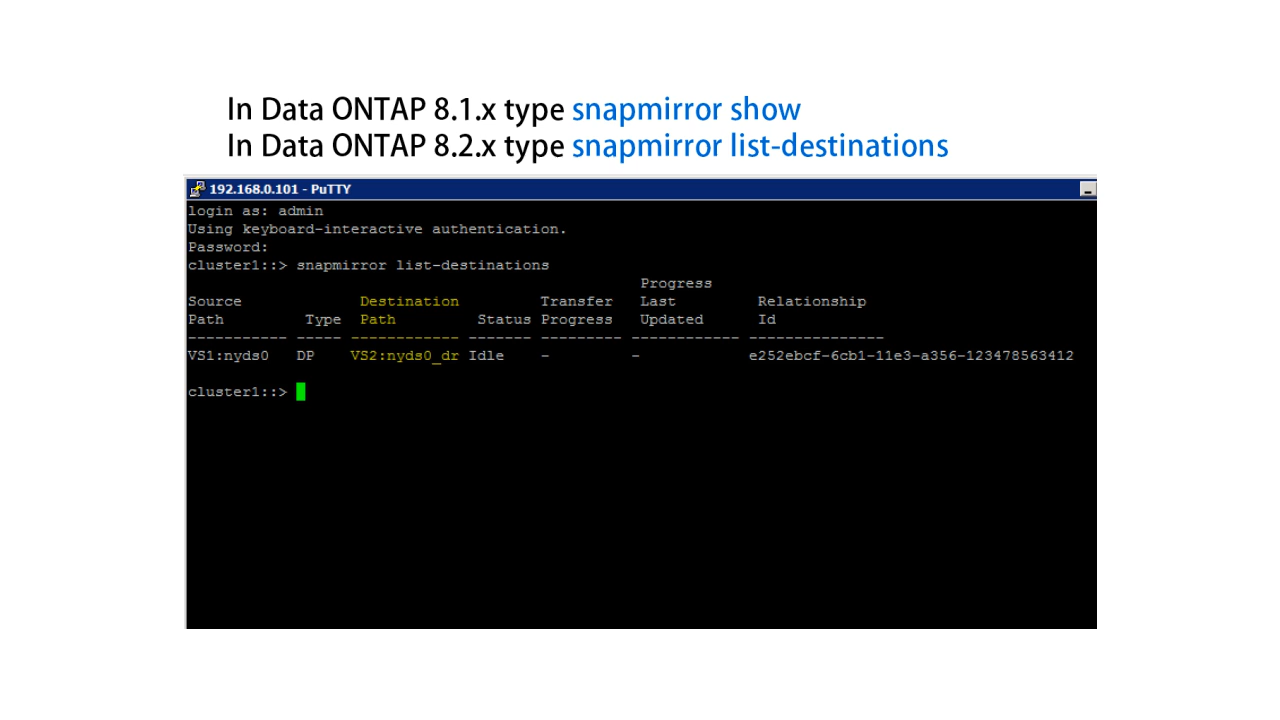 In Data ONTAP 8.1.x type snapmirror show
In Data ONTAP 8.2.x type snapmirror list-destinations
192.168.0.101 - PuTTY
login as: admin
Using keyboard-interactive authentication.
Password:
cluster1::> snapmirror list-destinations
Progress
Source Destination Transfer Last Relationship
Path Type Path Status Progress Updated Id
----------- ----- ------------ ------- --------- ------------ ---------------
VS1:nyds0 DP VS2:nyds0_dr Idle - - e252ebcf-6cb1-11e3-a356-123478563412
cluster1::>